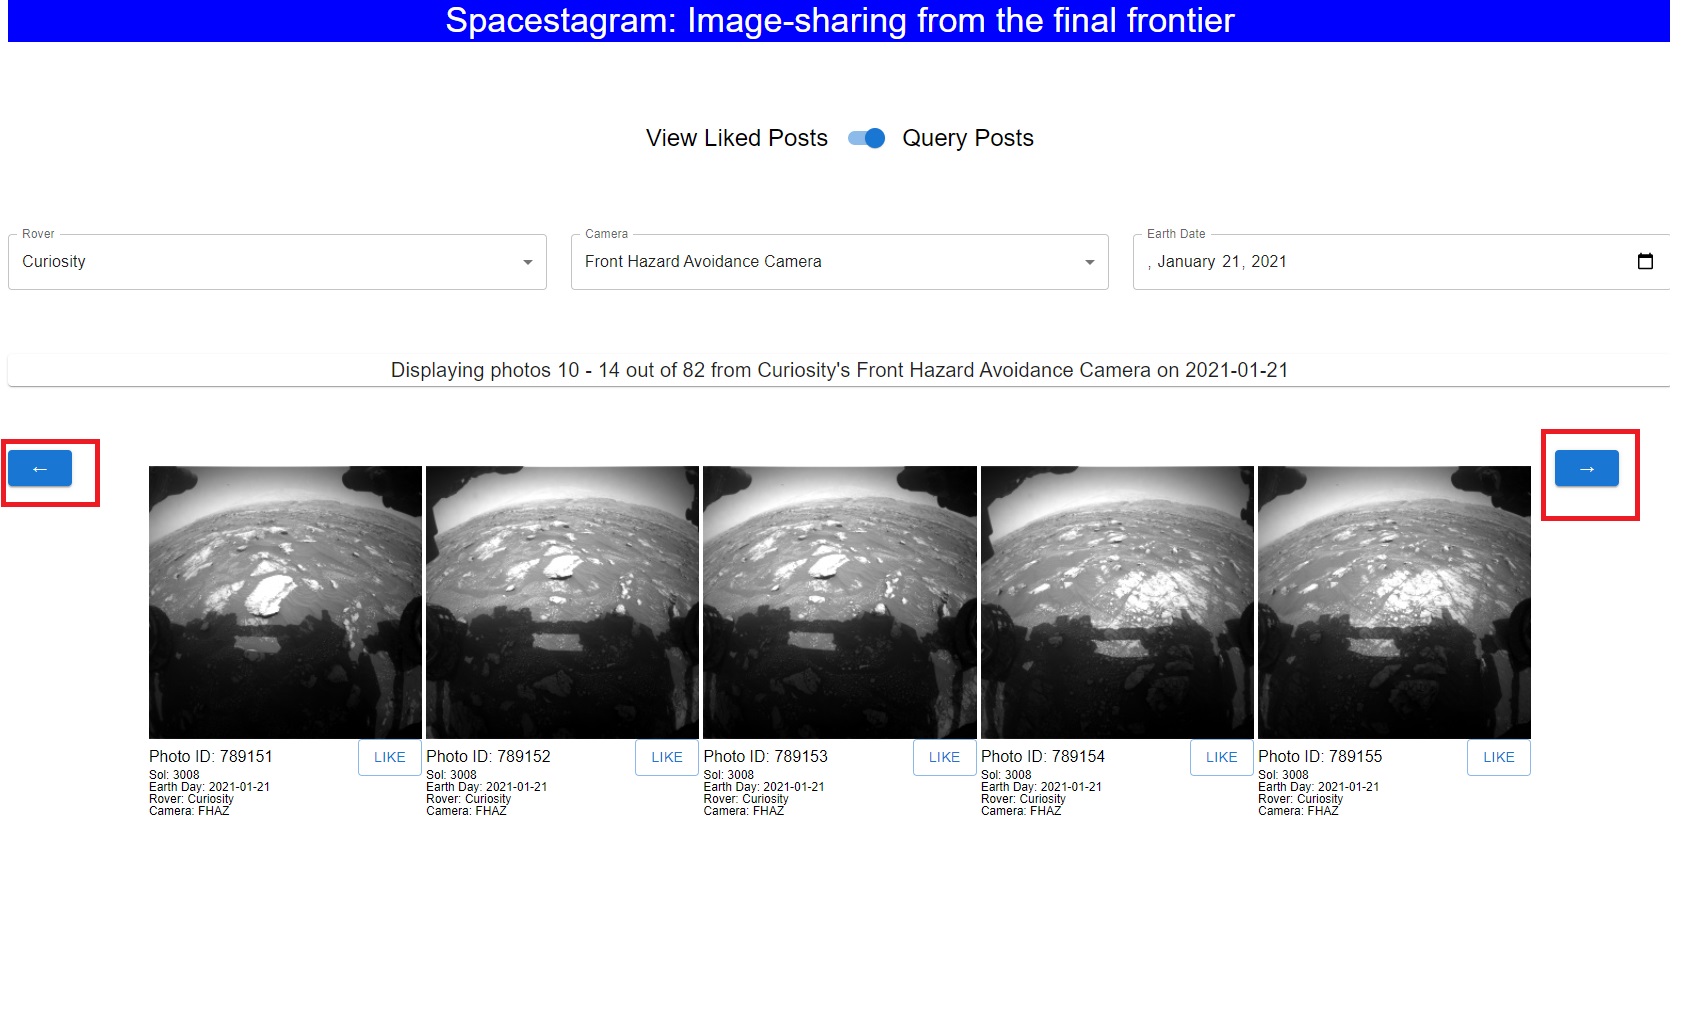 Spacestagram: Image-sharing from the final frontier
View Liked Posts Query Posts
Rover Camera Earth Date
Curiosity Front Hazard Avoidance Camera , January 21, 2021
Displaying photos 10 - 14 out of 82 from Curiosity's Front Hazard Avoidance Camera on 2021-01-21
← →
Photo ID: 789151 LIKE Photo ID: 789152 LIKE Photo ID: 789153 LIKE Photo ID: 789154 LIKE Photo ID: 789155 LIKE
Sol: 3008 Sol: 3008 Sol: 3008 Sol: 3008 Sol: 3008
Earth Day: 2021-01-21 Earth Day: 2021-01-21 Earth Day: 2021-01-21 Earth Day: 2021-01-21 Earth Day: 2021-01-21
Rover: Curiosity Rover: Curiosity Rover: Curiosity Rover: Curiosity Rover: Curiosity
Camera: FHAZ Camera: FHAZ Camera: FHAZ Camera: FHAZ Camera: FHAZ